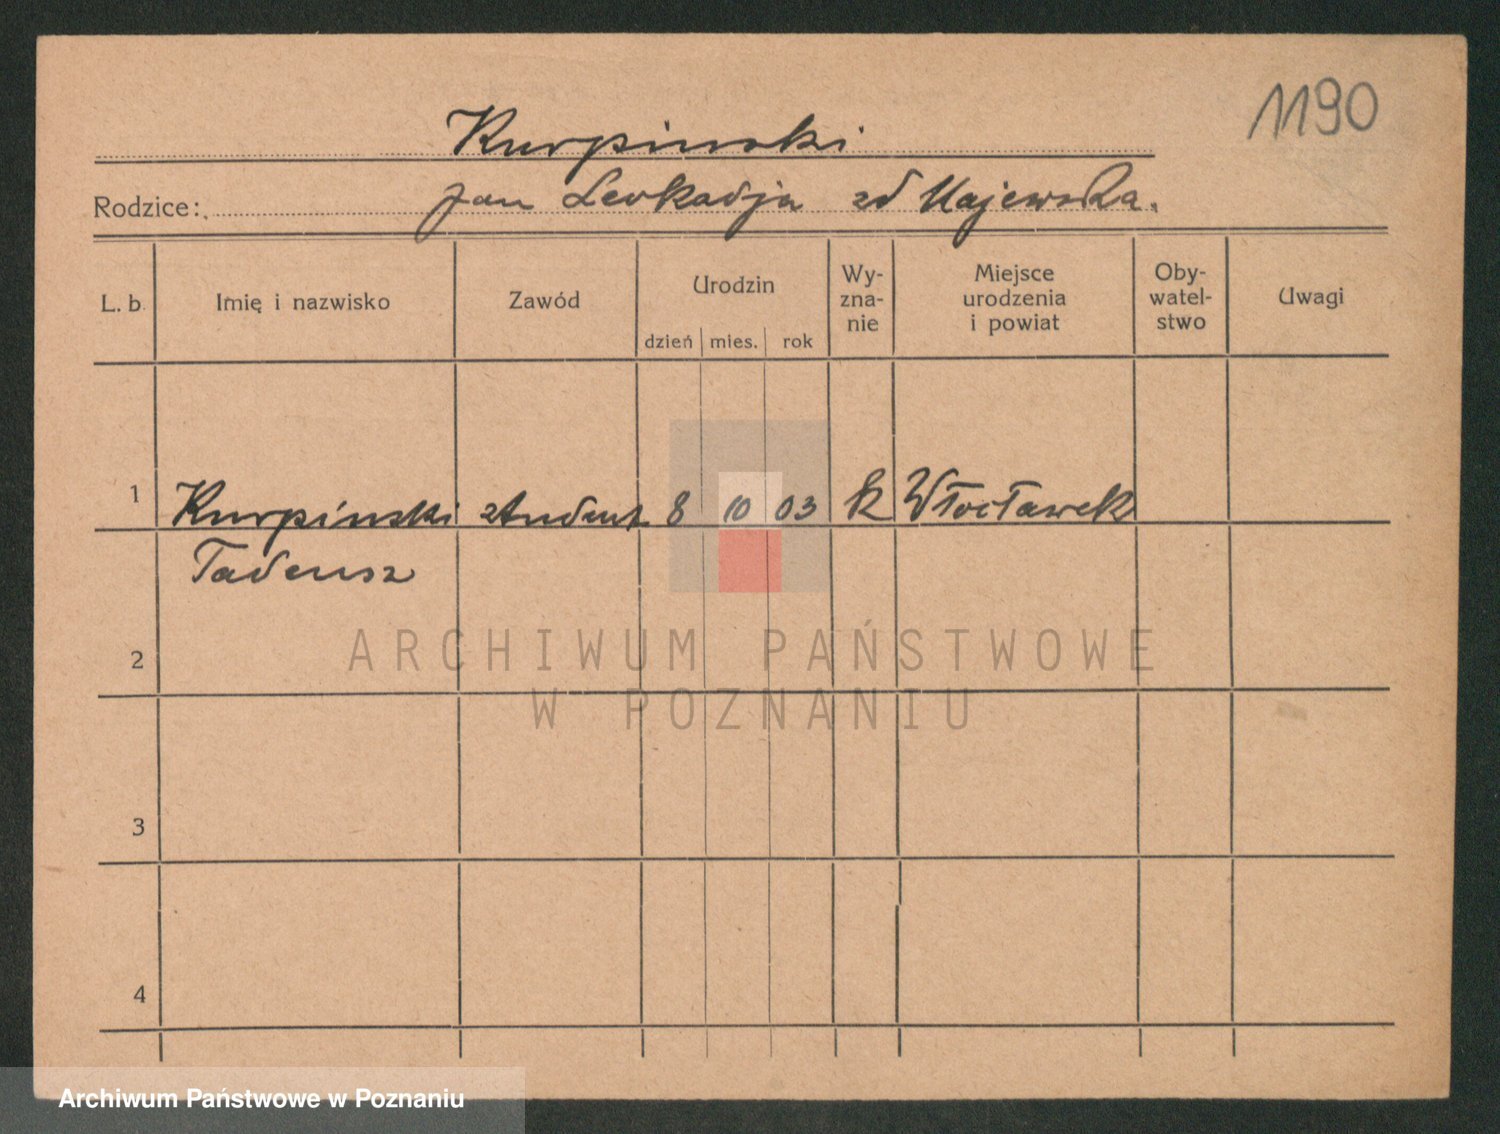 1190
Kurpinski
Rodzice: Jan Leokadja zd Majewska.
L. b. Imię i nazwisko Zawód Urodzin dzień mies. rok Wy-zna-nie Miejsce urodzenia i powiat Oby-watel-stwo Uwagi
1 Kurpinski student 8 10 03 k Włocławek
Tadeusz
2
ARCHIWUM PAŃSTWOWE
W POZNANIU
3
4
Archiwum Państwowe w Poznaniu